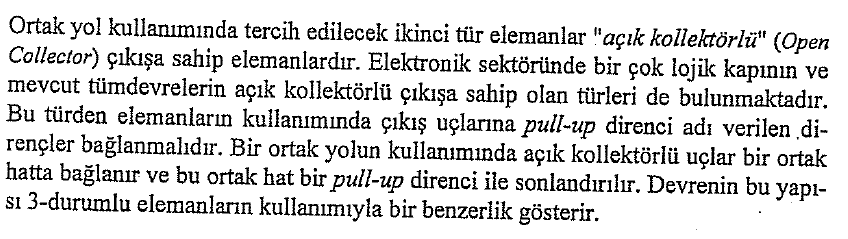 Ortak yol kullanımında tercih edilecek ikinci tür elemanlar "açık kollektörlü" (Open
Collector) çıkışa sahip elemanlardır. Elektronik sektöründe bir çok lojik kapının ve
mevcut tümdevrelerin açık kollektörlü çıkışa sahip olan türleri de bulunmaktadır.
Bu türden elemanların kullanımında çıkış uçlarına pull-up direnci adı verilen di-
rençler bağlanmalıdır. Bir ortak yolun kullanımında açık kollektörlü uçlar bir ortak
hatta bağlanır ve bu ortak hat bir pull-up direnci ile sonlandırılır. Devrenin bu yapı-
sı 3-durumlu elemanların kullanımıyla bir benzerlik gösterir.